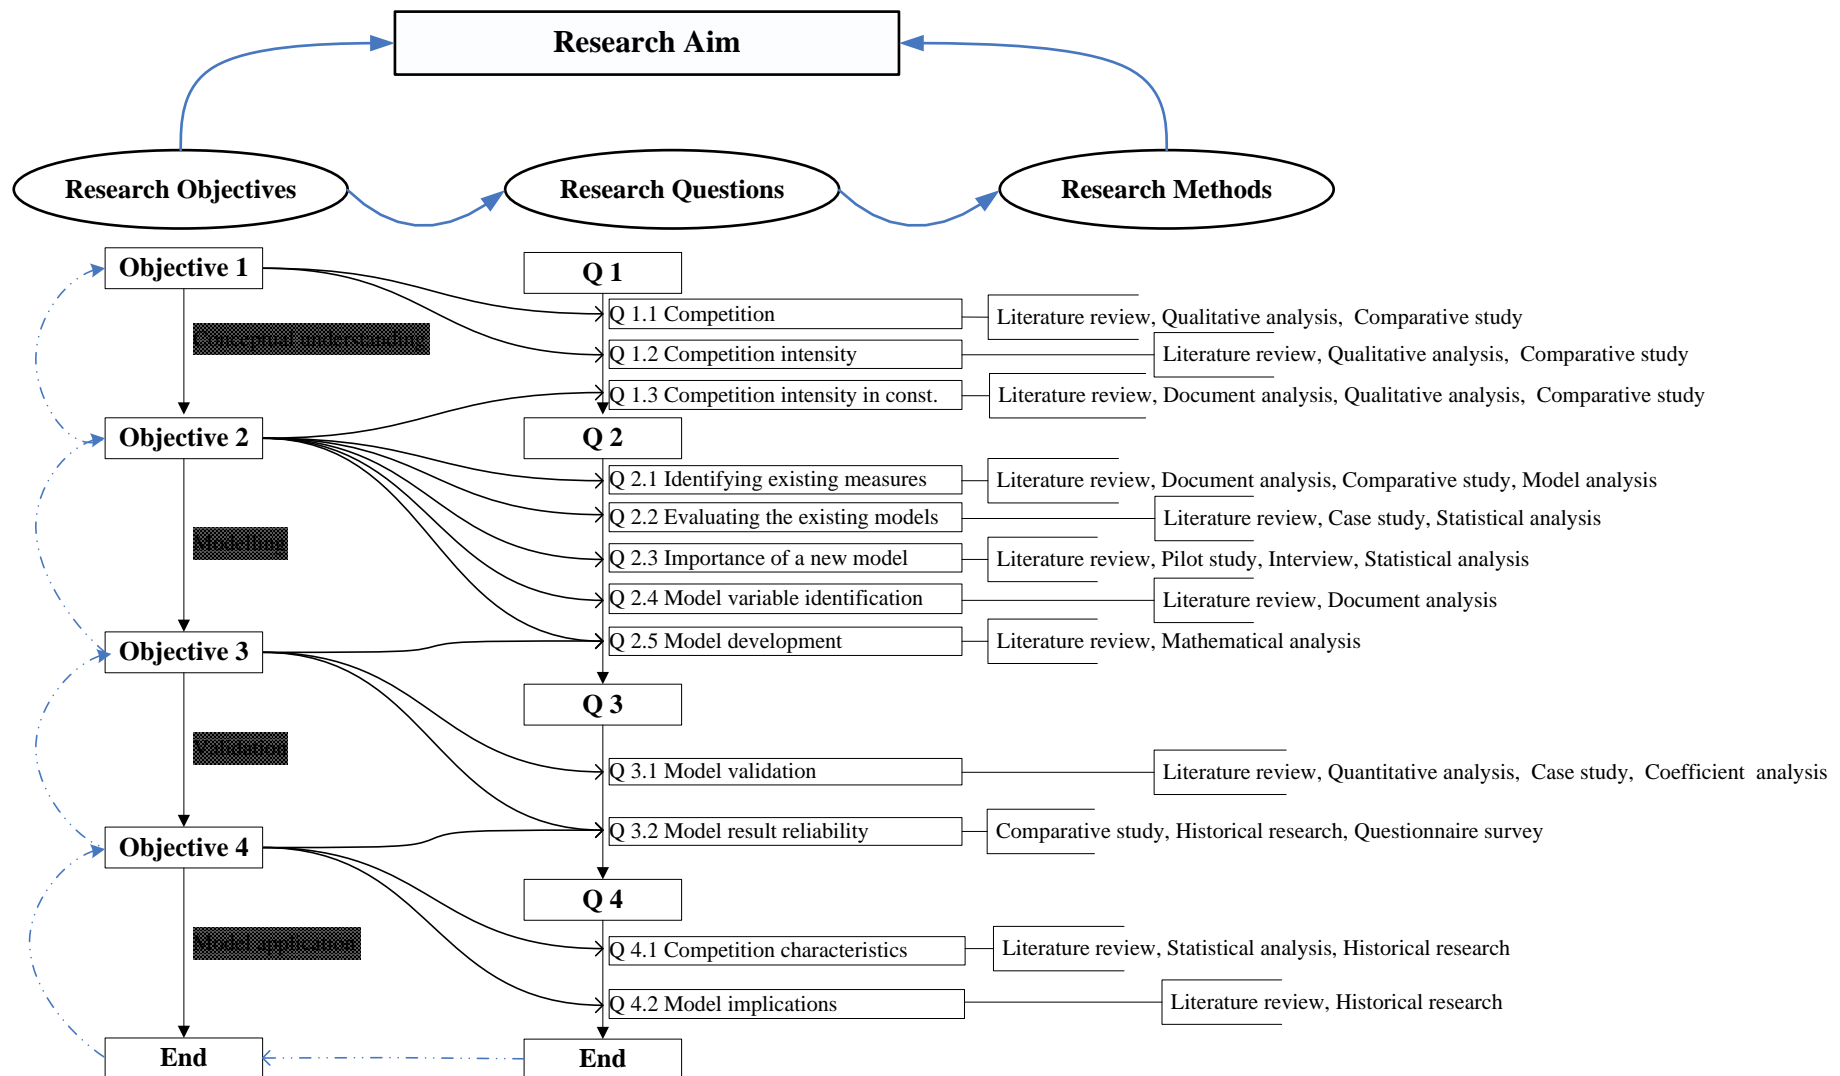 Research Aim
Research Objectives
Research Questions
Research Methods
Objective 1
Q 1
Q 1.1 Competition
Literature review, Qualitative analysis, Comparative study
Conceptual understanding
Q 1.2 Competition intensity
Literature review, Qualitative analysis, Comparative study
Q 1.3 Competition intensity in const.
Literature review, Document analysis, Qualitative analysis, Comparative study
Objective 2
Q 2
Q 2.1 Identifying existing measures
Literature review, Document analysis, Comparative study, Model analysis
Q 2.2 Evaluating the existing models
Literature review, Case study, Statistical analysis
Modelling
Q 2.3 Importance of a new model
Literature review, Pilot study, Interview, Statistical analysis
Q 2.4 Model variable identification
Literature review, Document analysis
Q 2.5 Model development
Literature review, Mathematical analysis
Objective 3
Q 3
Validation
Q 3.1 Model validation
Literature review, Quantitative analysis, Case study, Coefficient analysis
Q 3.2 Model result reliability
Comparative study, Historical research, Questionnaire survey
Objective 4
Q 4
Model application
Q 4.1 Competition characteristics
Literature review, Statistical analysis, Historical research
Q 4.2 Model implications
Literature review, Historical research
End
End